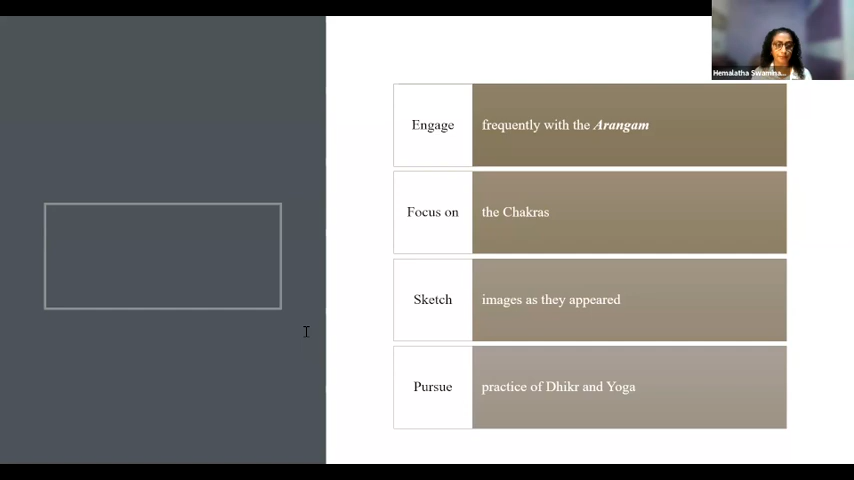 Hemalatha Swamina...
Engage frequently with the Arangam
Focus on the Chakras
Sketch images as they appeared
Pursue practice of Dhikr and Yoga